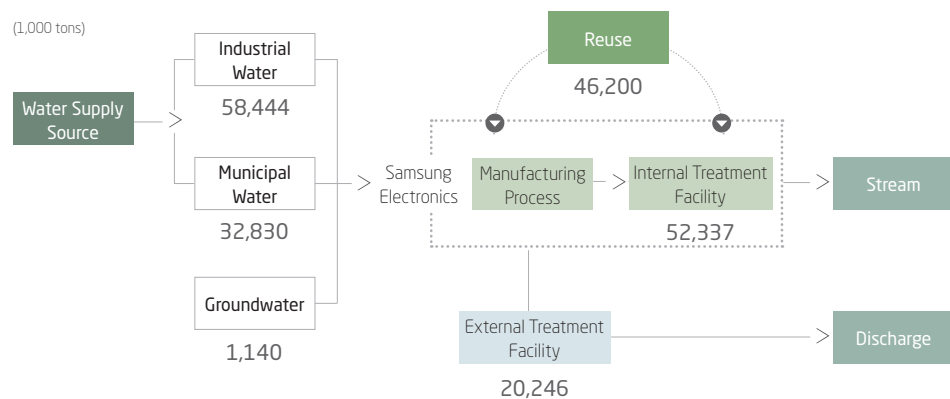 (1,000 tons)
Water Supply
Source
Industrial
Water
58,444
Municipal
Water
32,830
Groundwater
1,140
Samsung
Electronics
Reuse
46,200
Manufacturing
Process
Internal Treatment
Facility
52,337
Stream
External Treatment
Facility
20,246
Discharge